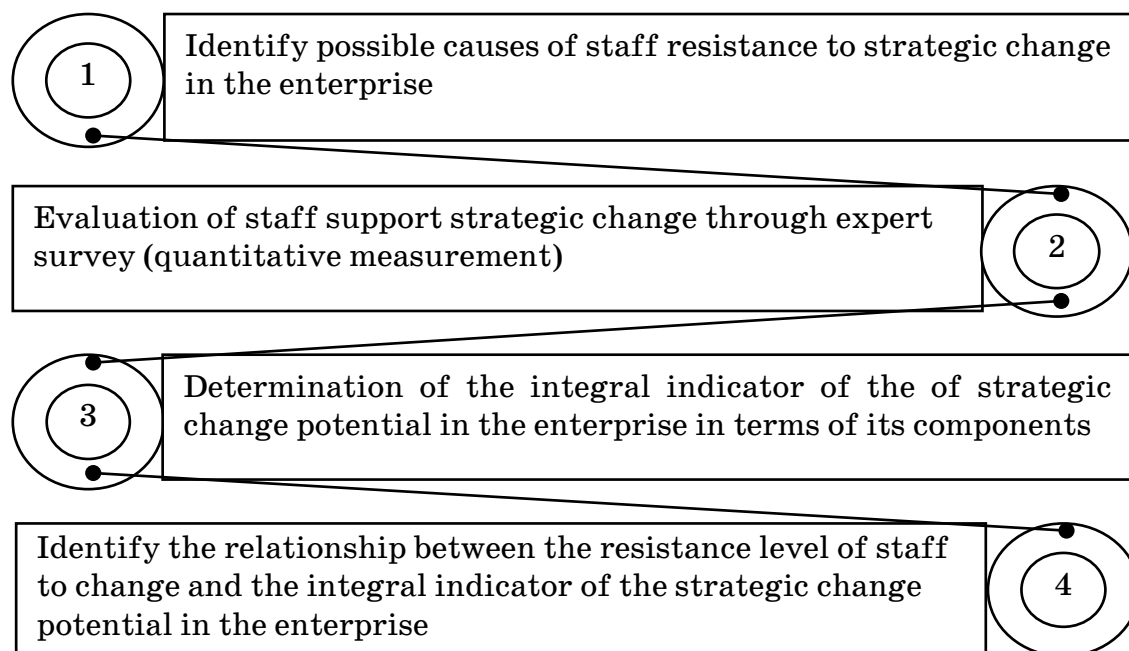 1
Identify possible causes of staff resistance to strategic change
in the enterprise
Evaluation of staff support strategic change through expert
survey (quantitative measurement)
2
3
Determination of the integral indicator of the of strategic
change potential in the enterprise in terms of its components
Identify the relationship between the resistance level of staff
to change and the integral indicator of the strategic change
potential in the enterprise
4